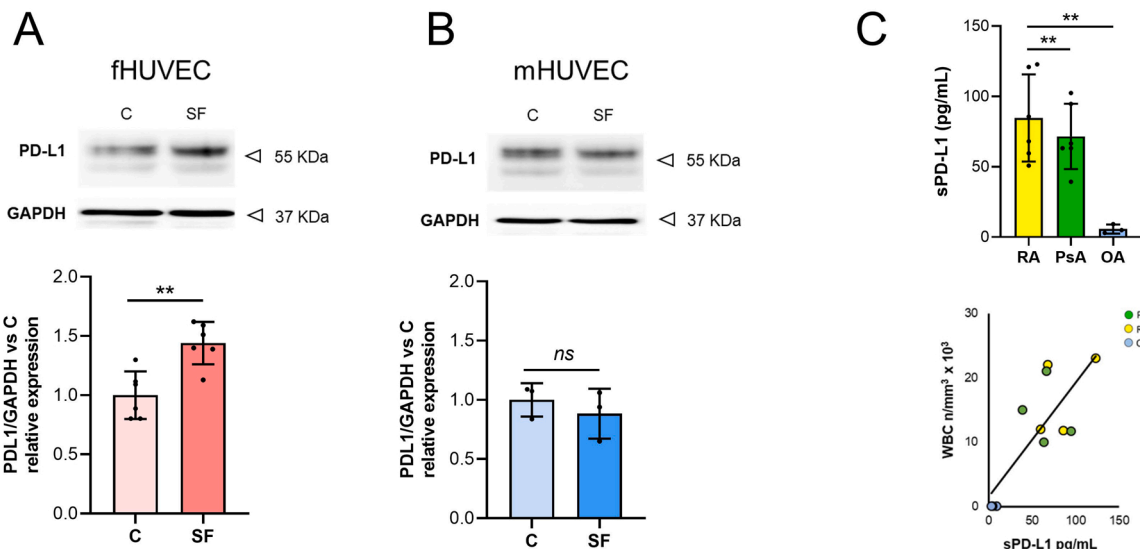 A
fHUVEC
C SF
PD-L1
55 KDa
GAPDH
37 KDa
PDL1/GAPDH vs C
relative expression
2.0
1.5
1.0
0.5
0.0
**
C SF
B
mHUVEC
C SF
PD-L1
55 KDa
GAPDH
37 KDa
PDL1/GAPDH vs C
relative expression
2.0
1.5
1.0
0.5
0.0
ns
C SF
C
sPD-L1 (pg/mL)
150
100
50
0
**
**
RA PsA OA
WBC n/mm³ x 10³
30
20
10
0
0 50 100 150
sPD-L1 pg/mL
P
R